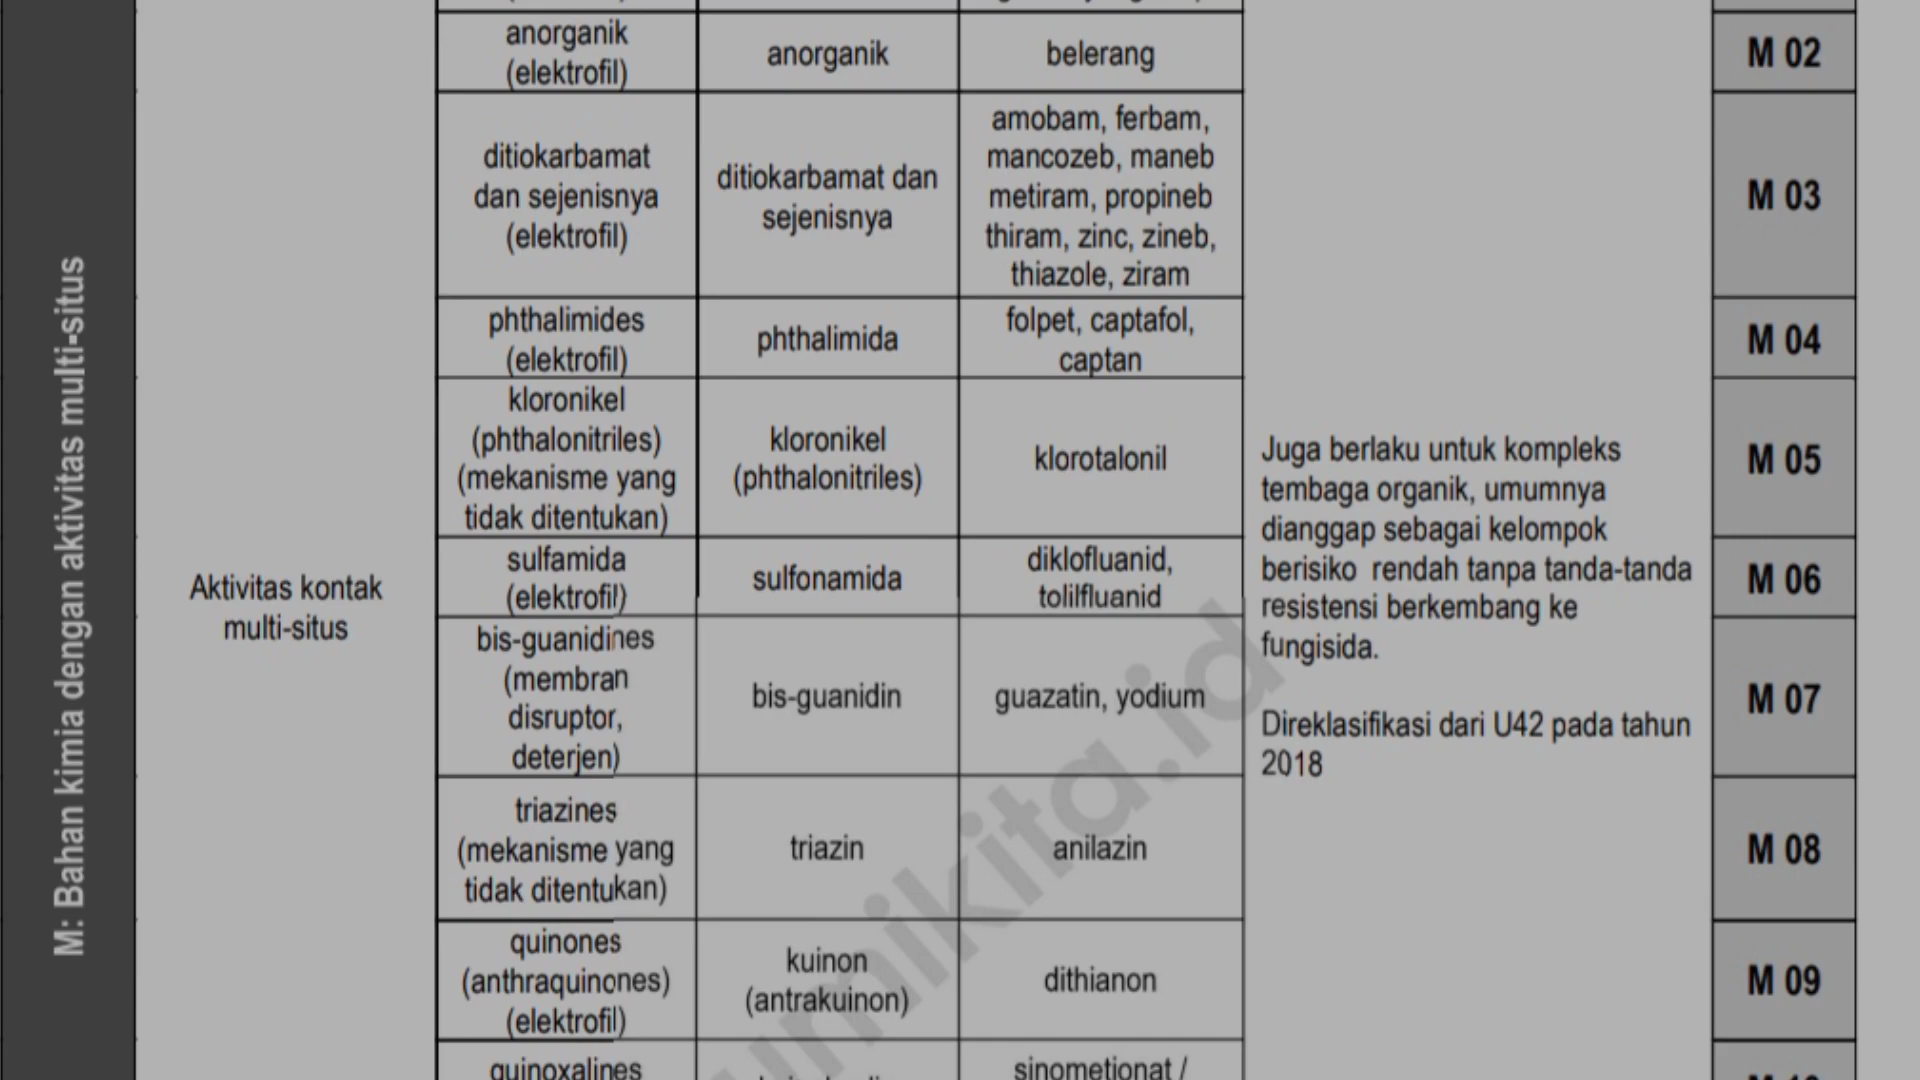 M: Bahan kimia dengan aktivitas multi-situs
Aktivitas kontak
multi-situs
anorganik
(elektrofil)
anorganik
belerang
M 02
ditiokarbamat
dan sejenisnya
(elektrofil)
ditiokarbamat dan
sejenisnya
amobam, ferbam,
mancozeb, maneb
metiram, propineb
thiram, zinc, zineb,
thiazole, ziram
M 03
phthalimides
(elektrofil)
phthalimida
folpet, captafol,
captan
M 04
kloronikel
(phthalonitriles)
(mekanisme yang
tidak ditentukan)
kloronikel
(phthalonitriles)
klorotalonil
M 05
sulfamida
(elektrofil)
sulfonamida
diklofluanid,
tolilfluanid
M 06
bis-guanidines
(membran
disruptor,
deterjen)
bis-guanidin
guazatin, yodium
M 07
triazines
(mekanisme yang
tidak ditentukan)
triazin
anilazin
M 08
quinones
(anthraquinones)
(elektrofil)
kuinon
(antrakuinon)
dithianon
M 09
quinoxalines
sinometionat /
Juga berlaku untuk kompleks
tembaga organik, umumnya
dianggap sebagai kelompok
berisiko rendah tanpa tanda-tanda
resistensi berkembang ke
fungisida.
Direklasifikasi dari U42 pada tahun
2018
umikita.id